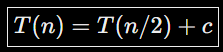 T(n) = T(n/2) + c